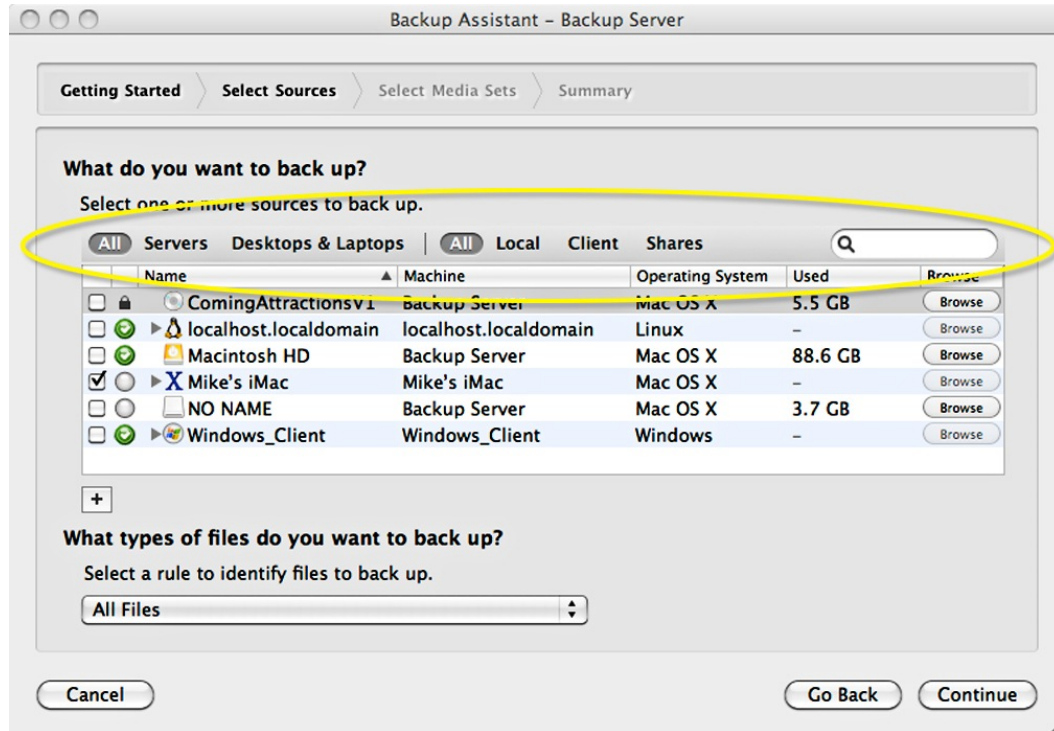 Backup Assistant – Backup Server
Getting Started Select Sources Select Media Sets Summary
What do you want to back up?
Select one or more sources to back up.
All Servers Desktops & Laptops All Local Client Shares
Name Machine Operating System Used Browse
ComingAttractionsV1 Backup Server Mac OS X 5.5 GB Browse
localhost.localdomain localhost.localdomain Linux – Browse
Macintosh HD Backup Server Mac OS X 88.6 GB Browse
X Mike's iMac Mike's iMac Mac OS X – Browse
NO NAME Backup Server Mac OS X 3.7 GB Browse
Windows_Client Windows_Client Windows – Browse
+
What types of files do you want to back up?
Select a rule to identify files to back up.
All Files
Cancel Go Back Continue